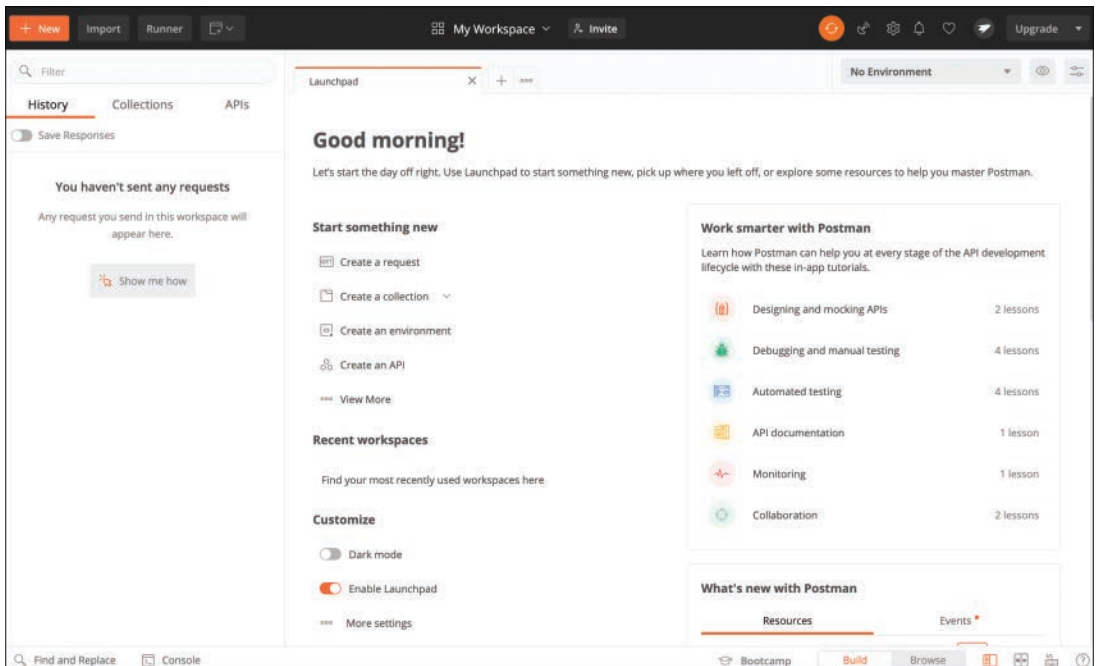 + New
Import
Runner
My Workspace
Invite
Upgrade
Filter
History
Collections
APIs
Save Responses
You haven't sent any requests
Any request you send in this workspace will
appear here.
Show me how
Launchpad
No Environment
Good morning!
Let's start the day off right. Use Launchpad to start something new, pick up where you left off, or explore some resources to help you master Postman.
Start something new
GET Create a request
Create a collection
Create an environment
Create an API
View More
Recent workspaces
Find your most recently used workspaces here
Customize
Dark mode
Enable Launchpad
More settings
Work smarter with Postman
Learn how Postman can help you at every stage of the API development
lifecycle with these in-app tutorials.
Designing and mocking APIs 2 lessons
Debugging and manual testing 4 lessons
Automated testing 4 lessons
API documentation 1 lesson
Monitoring 1 lesson
Collaboration 2 lessons
What's new with Postman
Resources
Events
Find and Replace
Console
Bootcamp
Build
Browse